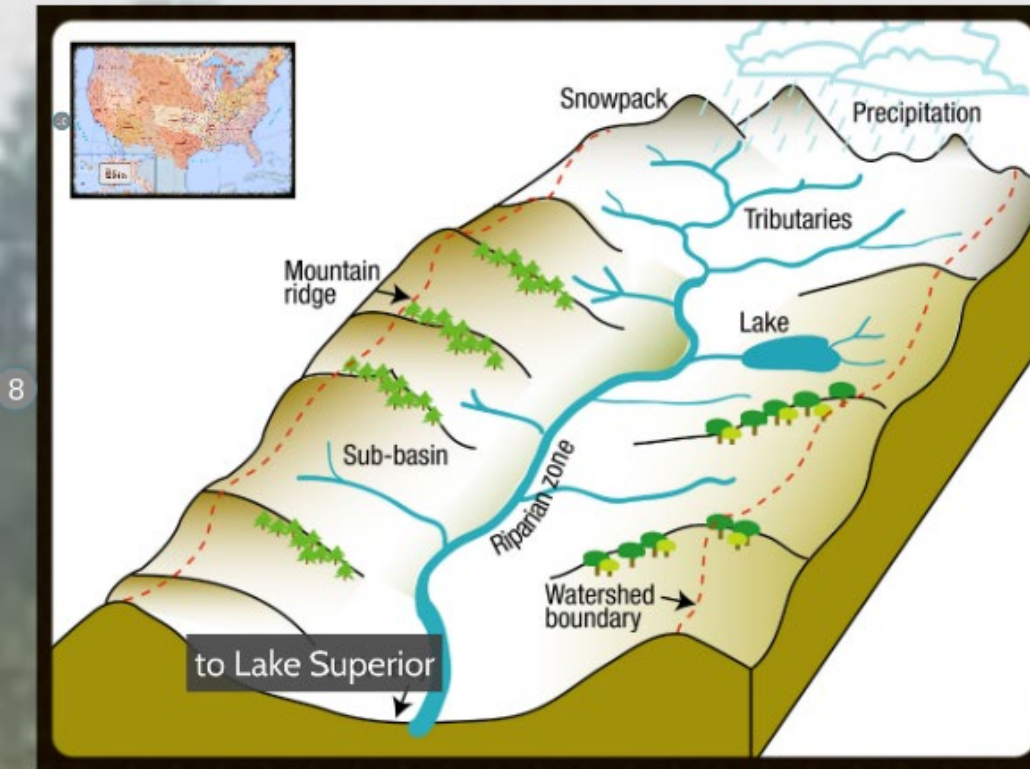 Snowpack
Precipitation
Tributaries
Mountain
ridge
Lake
Sub-basin
Riparian zone
8
Watershed
boundary
to Lake Superior